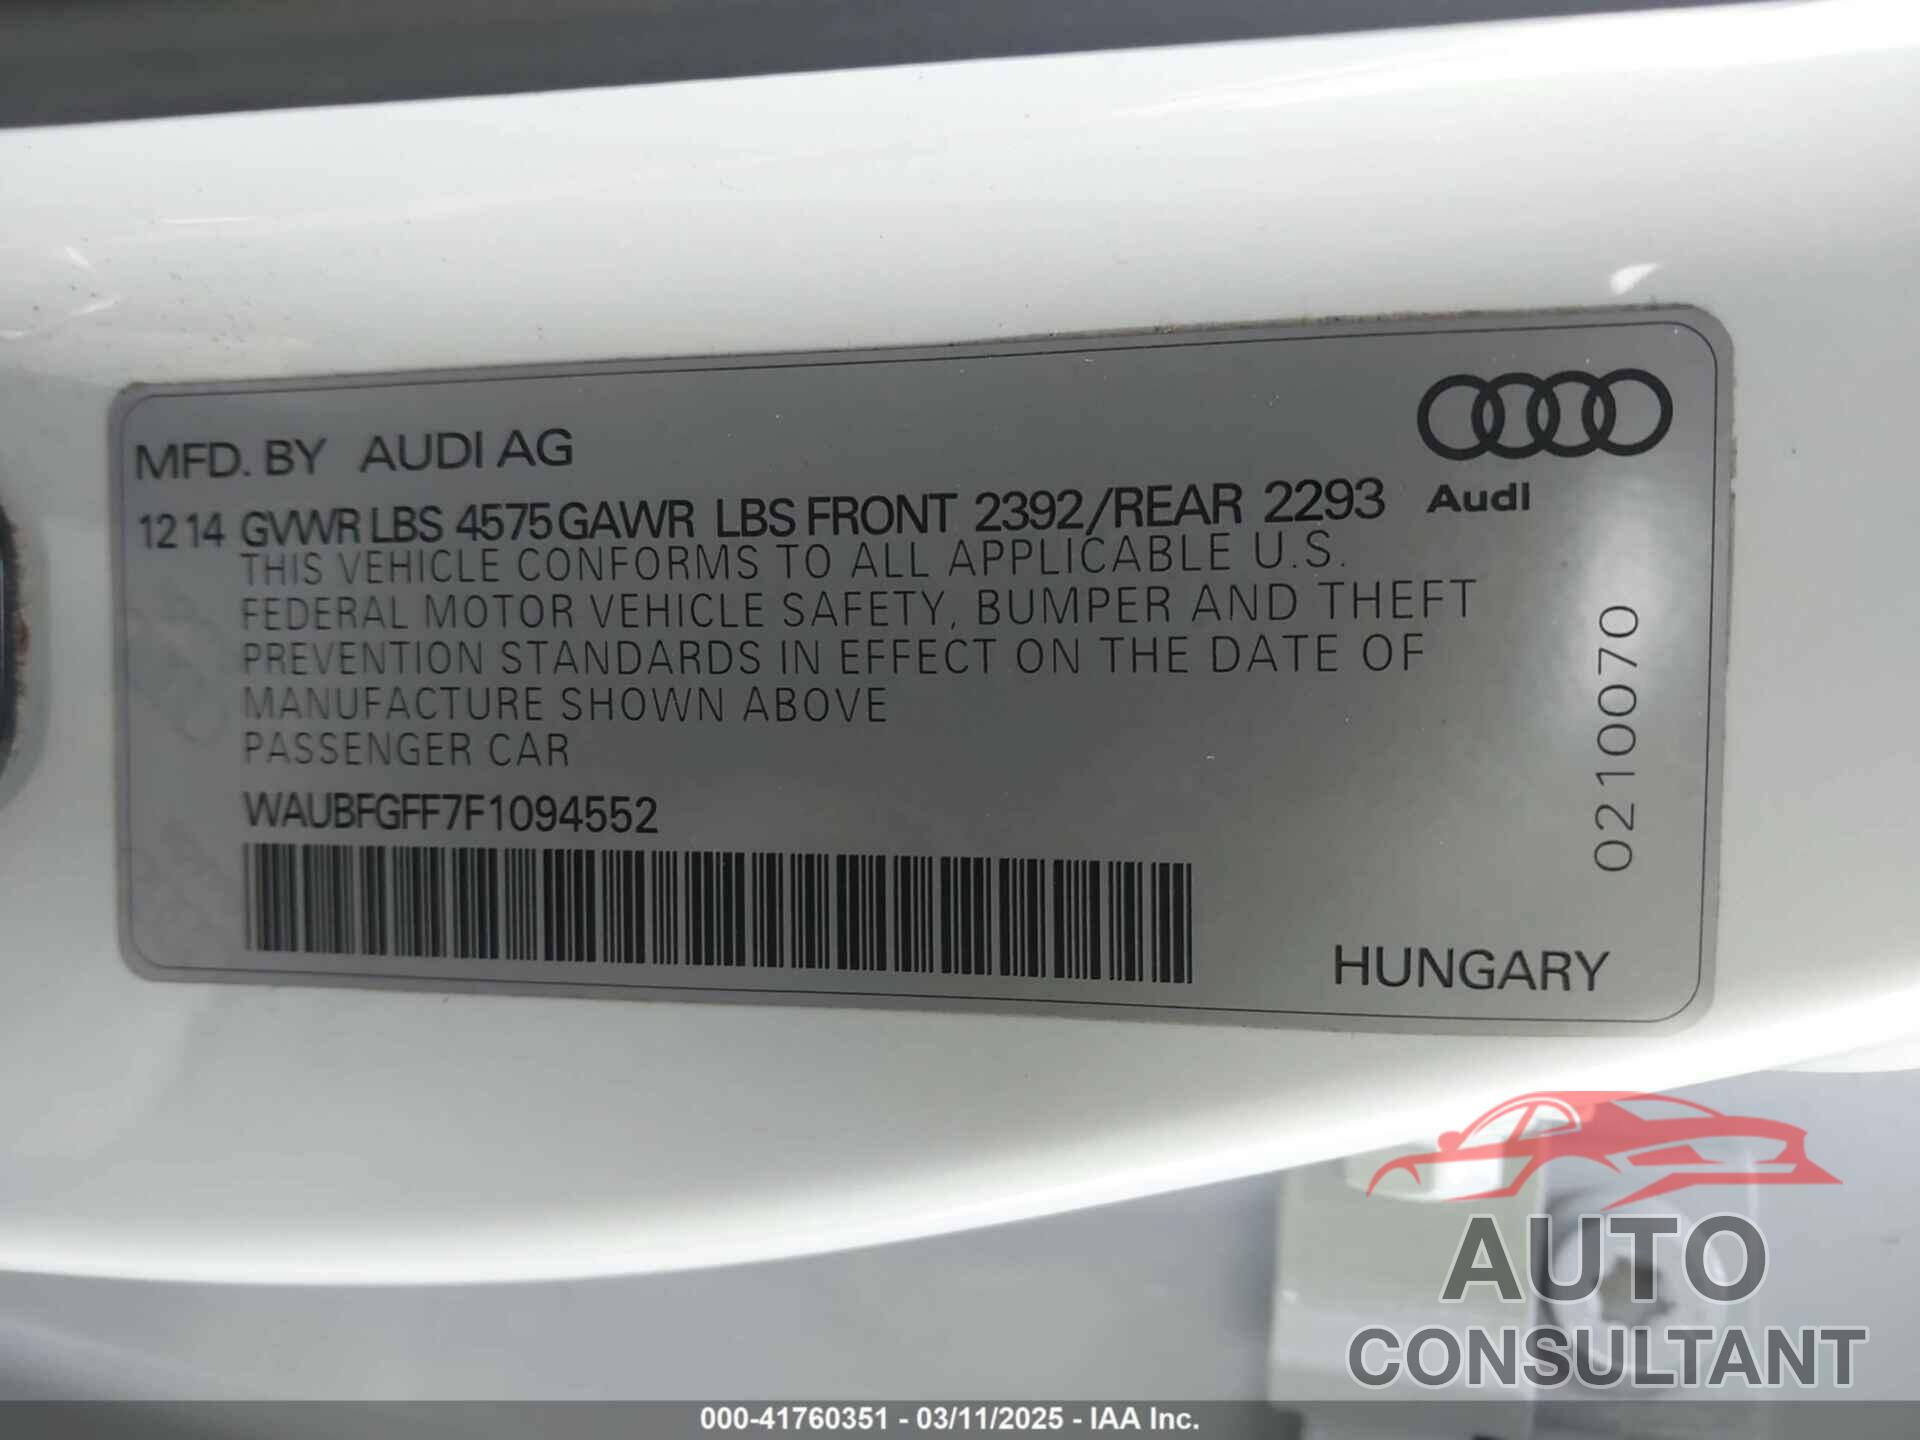 MFD. BY AUDI AG
12 14 GVWR LBS 4575 GAWR LBS FRONT 2392/REAR 2293
Audi
THIS VEHICLE CONFORMS TO ALL APPLICABLE U.S.
FEDERAL MOTOR VEHICLE SAFETY, BUMPER AND THEFT
PREVENTION STANDARDS IN EFFECT ON THE DATE OF
MANUFACTURE SHOWN ABOVE
PASSENGER CAR
WAUBFGFF7F1094552
0210070
HUNGARY
AUTO
CONSULTANT
000-41760351 - 03/11/2025 - IAA Inc.